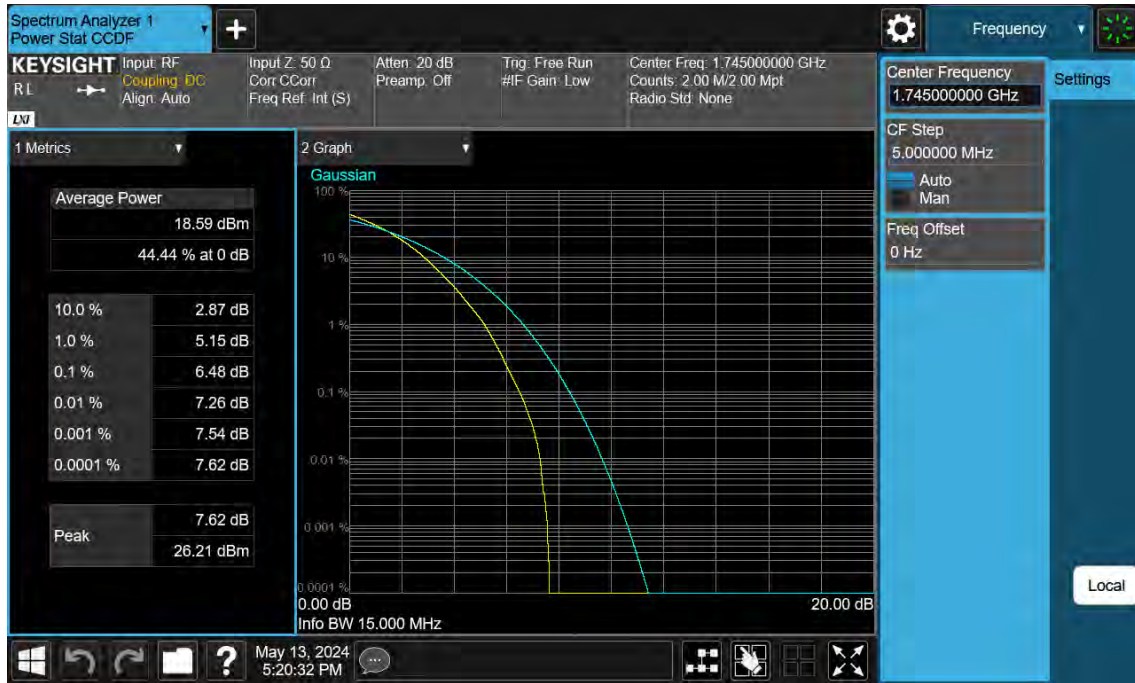 Spectrum Analyzer 1
Power Stat CCDF
Frequency
KEYSIGHT
R L
LXI
Input: RF
Coupling: DC
Align: Auto
Input Z: 50 Ω
Corr CCorr
Freq Ref: Int (S)
Atten: 20 dB
Preamp: Off
Trig: Free Run
#IF Gain: Low
Center Freq: 1.745000000 GHz
Counts: 2.00 M/2.00 Mpt
Radio Std: None
Center Frequency
1.745000000 GHz
Settings
CF Step
5.000000 MHz
Auto
Man
Freq Offset
0 Hz
1 Metrics
Average Power
18.59 dBm
44.44 % at 0 dB
10.0 % 2.87 dB
1.0 % 5.15 dB
0.1 % 6.48 dB
0.01 % 7.26 dB
0.001 % 7.54 dB
0.0001 % 7.62 dB
Peak
7.62 dB
26.21 dBm
2 Graph
Gaussian
100 %
10 %
1 %
0.1 %
0.01 %
0.001 %
0.0001 %
0.00 dB 20.00 dB
Info BW 15.000 MHz
Local
?
May 13, 2024
5:20:32 PM